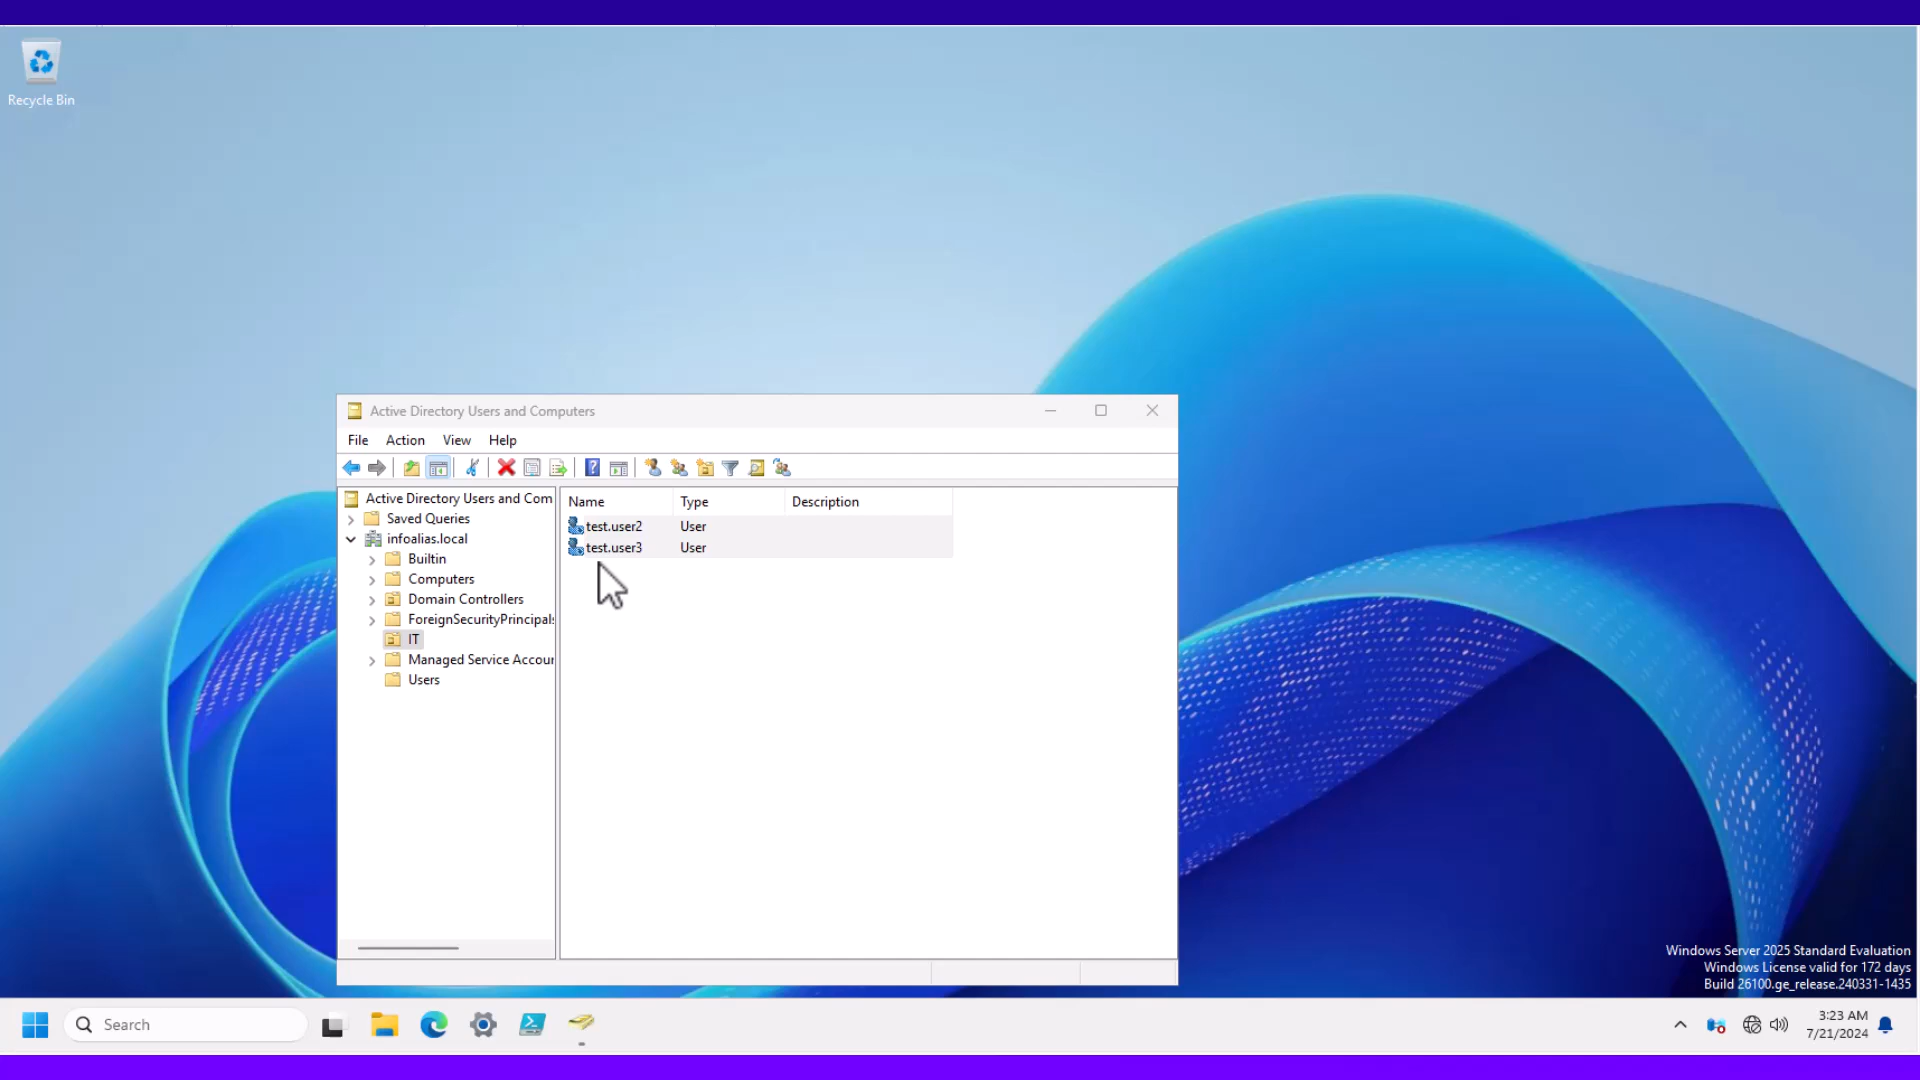 Recycle Bin
Active Directory Users and Computers
File Action View Help
Active Directory Users and Com
Saved Queries
infoalias.local
Builtin
Computers
Domain Controllers
ForeignSecurityPrincipals
IT
Managed Service Accour
Users
Name Type Description
test.user2 User
test.user3 User
Windows Server 2025 Standard Evaluation
Windows License valid for 172 days
Build 26100.ge_release.240331-1435
Search
3:23 AM
7/21/2024